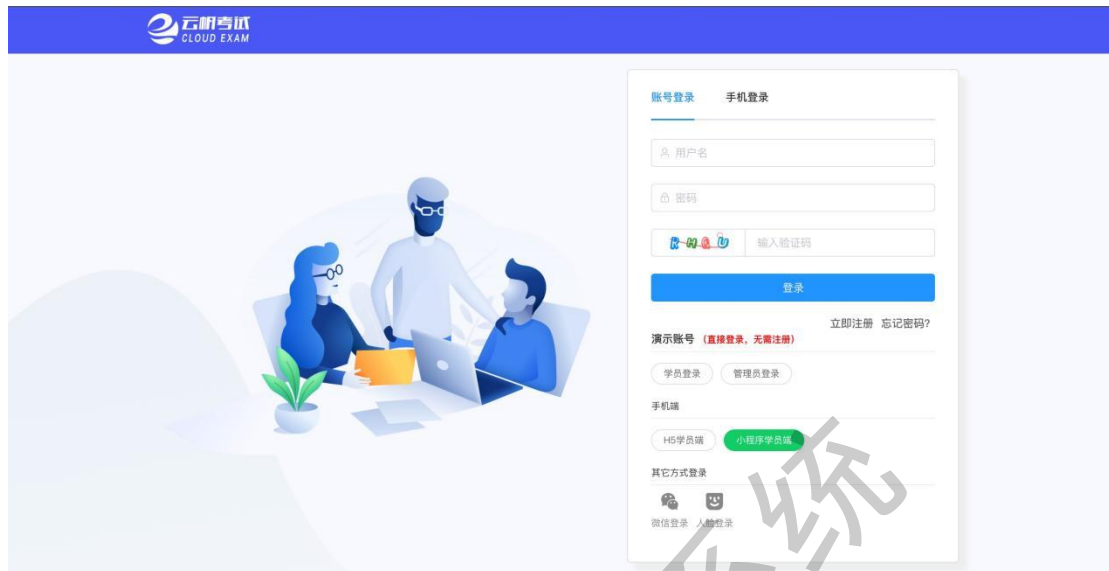 云帆考试
CLOUD EXAM
账号登录 手机登录
用户名
密码
输入验证码
登录
立即注册 忘记密码?
演示账号 (直接登录，无需注册)
学员登录 管理员登录
手机端
H5学员端 小程序学员端
其它方式登录
微信登录 人脸登录
统